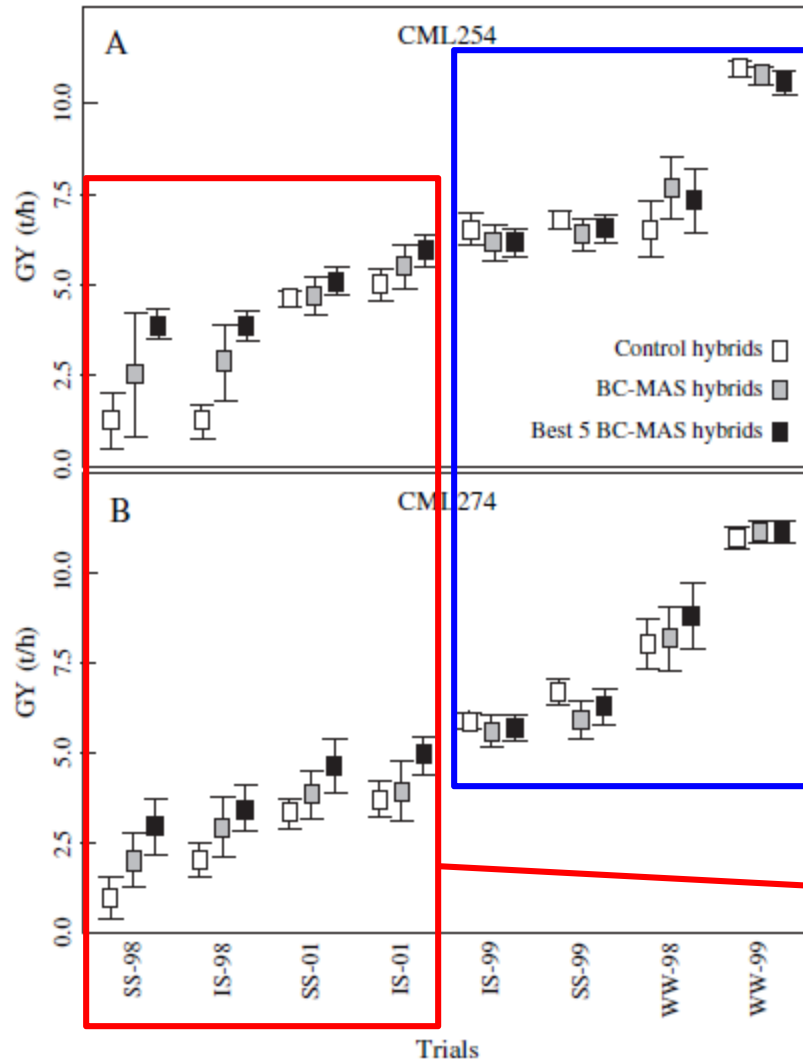 A
CML254
10.0
7.5
5.0
2.5
0.0
GY (t/h)
Control hybrids
BC-MAS hybrids
Best 5 BC-MAS hybrids
B
CML274
10.0
7.5
5.0
2.5
0.0
GY (t/h)
SS-98
IS-98
SS-01
IS-01
IS-99
SS-99
WW-98
WW-99
Trials